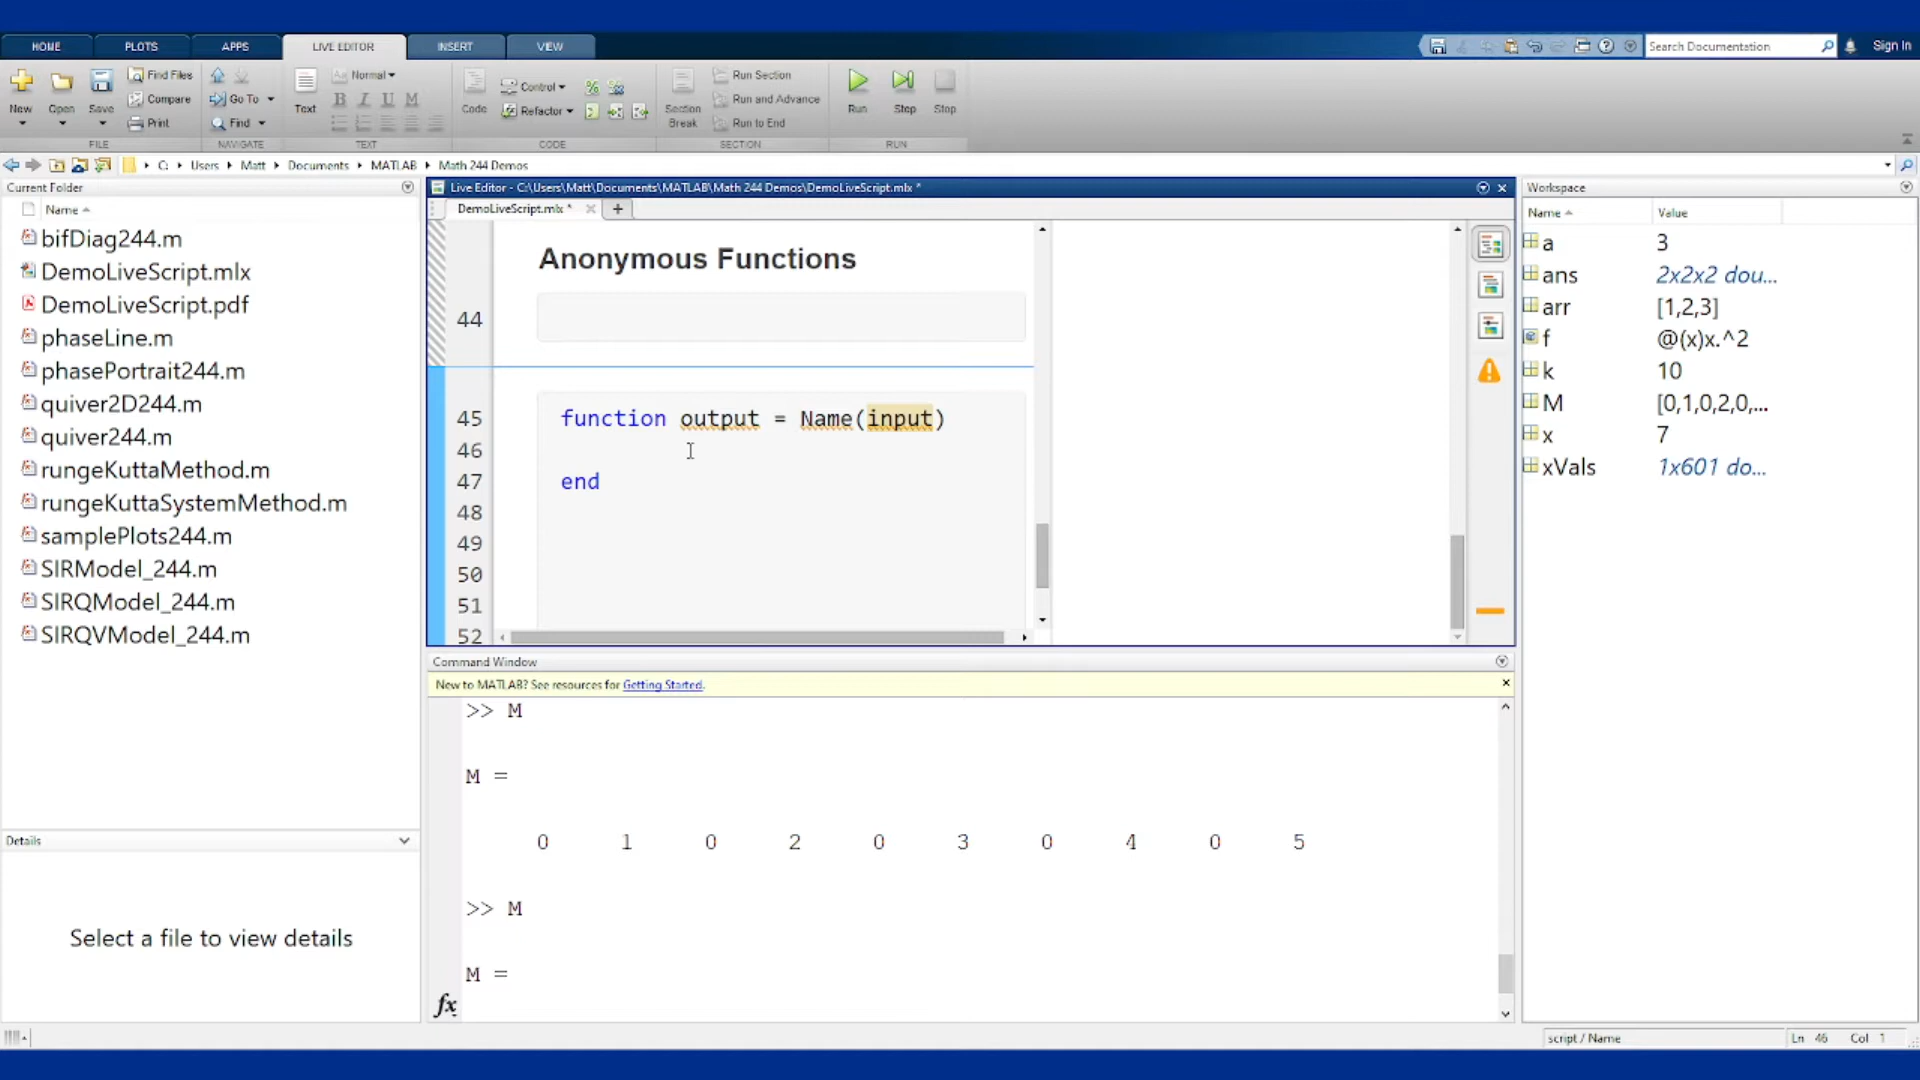 HOME PLOTS APPS LIVE EDITOR INSERT VIEW
Search Documentation
Sign In
New
Open
Save
Find Files
Compare
Print
FILE
Go To
Find
NAVIGATE
Text
Normal
B I U M
TEXT
Code
Control
Refactor
CODE
Section
Break
Run Section
Run and Advance
Run to End
SECTION
Run
Step
Stop
RUN
C: Users Matt Documents MATLAB Math 244 Demos
Current Folder
Name
bifDiag244.m
DemoLiveScript.mlx
DemoLiveScript.pdf
phaseLine.m
phasePortrait244.m
quiver2D244.m
quiver244.m
rungeKuttaMethod.m
rungeKuttaSystemMethod.m
samplePlots244.m
SIRModel_244.m
SIRQModel_244.m
SIRQVModel_244.m
Details
Select a file to view details
Live Editor - C:\Users\Matt\Documents\MATLAB\Math 244 Demos\DemoLiveScript.mlx *
DemoLiveScript.mlx *
Anonymous Functions
44
45 function output = Name(input)
46
47 end
48
49
50
51
52
Command Window
New to MATLAB? See resources for Getting Started.
>> M
M =
0 1 0 2 0 3 0 4 0 5
>> M
M =
fx
Workspace
Name Value
a 3
ans 2x2x2 dou...
arr [1,2,3]
f @(x)x.^2
k 10
M [0,1,0,2,0,...
x 7
xVals 1x601 do...
script / Name
Ln 46 Col 1